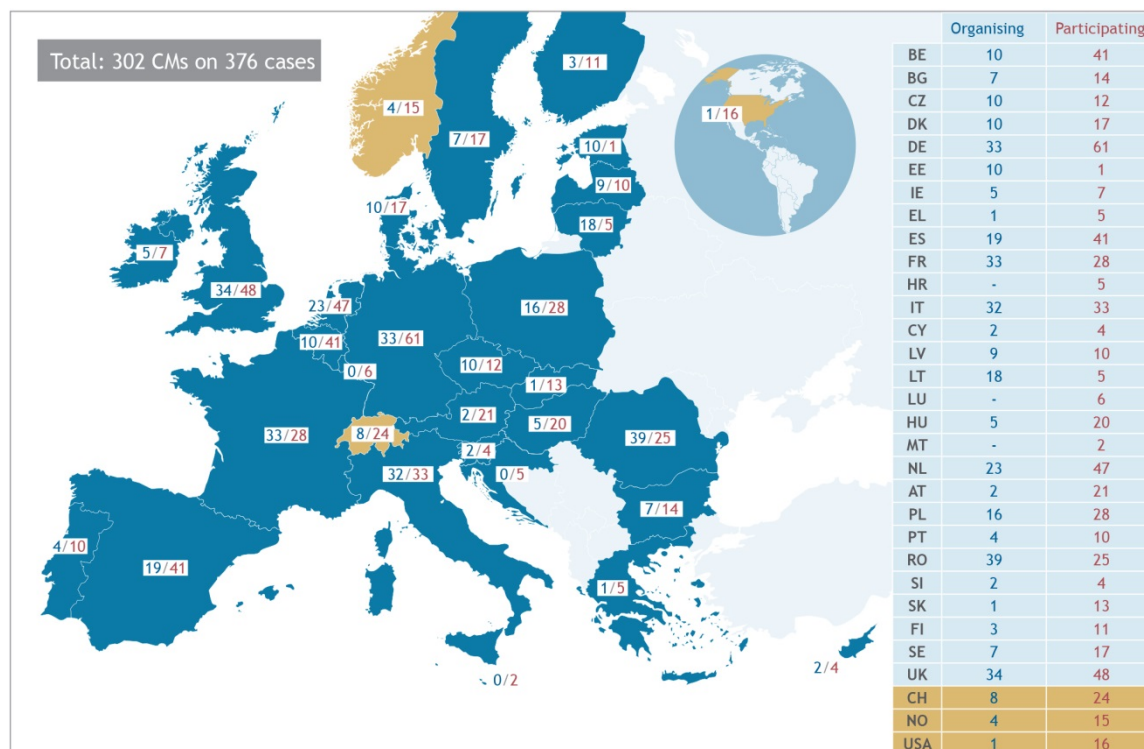 Total: 302 CMs on 376 cases
3/11
4/15
7/17
1/16
10/1
9/10
10/17
18/5
5/7
34/48
23/47
16/28
10/41
33/61
0/6
10/12
1/13
2/21
5/20
33/28
8/24
39/25
2/4
32/33
0/5
7/14
4/10
19/41
1/5
2/4
0/2
Organising Participating
BE 10 41
BG 7 14
CZ 10 12
DK 10 17
DE 33 61
EE 10 1
IE 5 7
EL 1 5
ES 19 41
FR 33 28
HR - 5
IT 32 33
CY 2 4
LV 9 10
LT 18 5
LU - 6
HU 5 20
MT - 2
NL 23 47
AT 2 21
PL 16 28
PT 4 10
RO 39 25
SI 2 4
SK 1 13
FI 3 11
SE 7 17
UK 34 48
CH 8 24
NO 4 15
USA 1 16